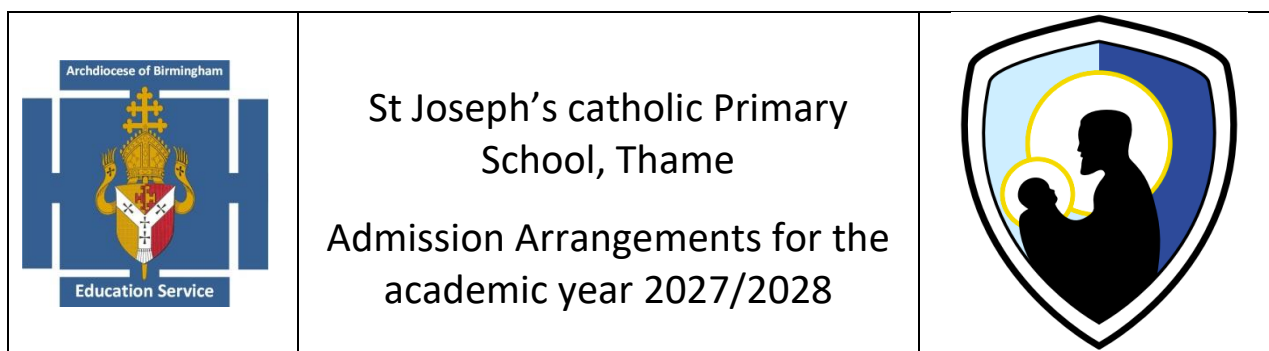 Archdiocese of Birmingham
Education Service
St Joseph's catholic Primary
School, Thame
Admission Arrangements for the
academic year 2027/2028